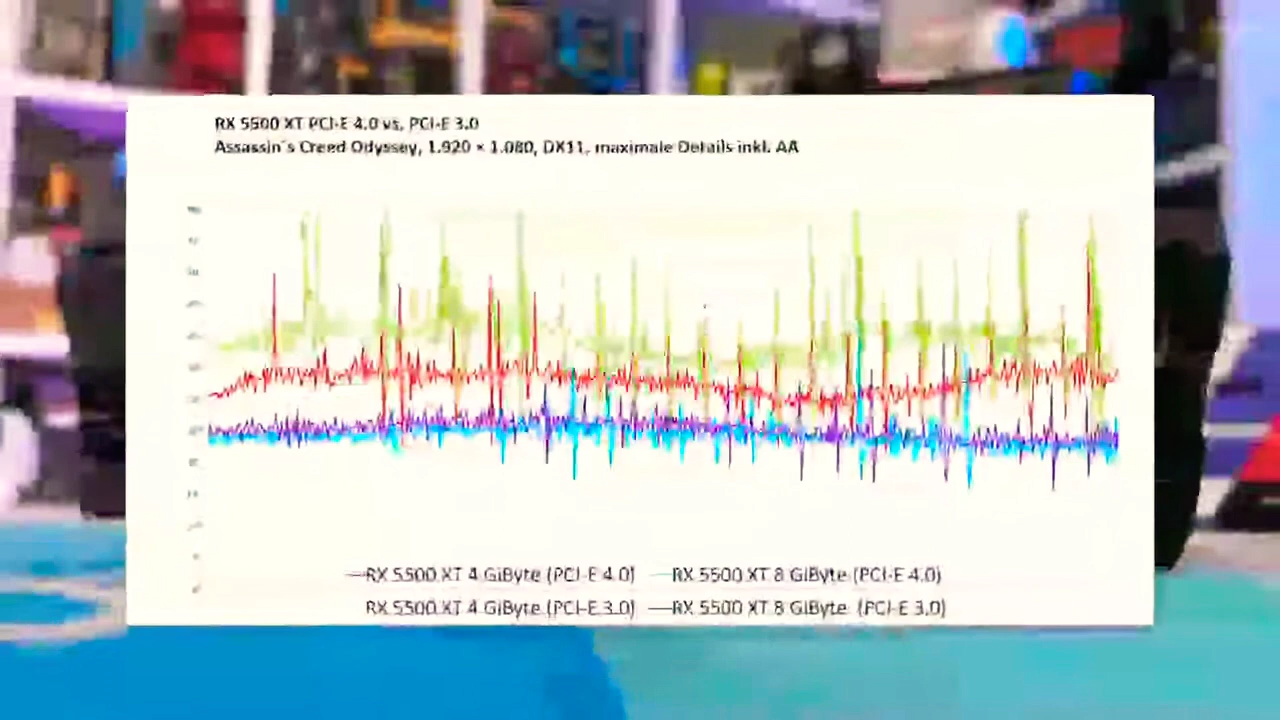 RX 5500 XT PCI-E 4.0 vs. PCI-E 3.0
Assassin´s Creed Odyssey, 1.920 × 1.080, DX11, maximale Details inkl. AA
RX 5500 XT 4 GiByte (PCI-E 4.0) RX 5500 XT 8 GiByte (PCI-E 4.0)
RX 5500 XT 4 GiByte (PCI-E 3.0) RX 5500 XT 8 GiByte (PCI-E 3.0)